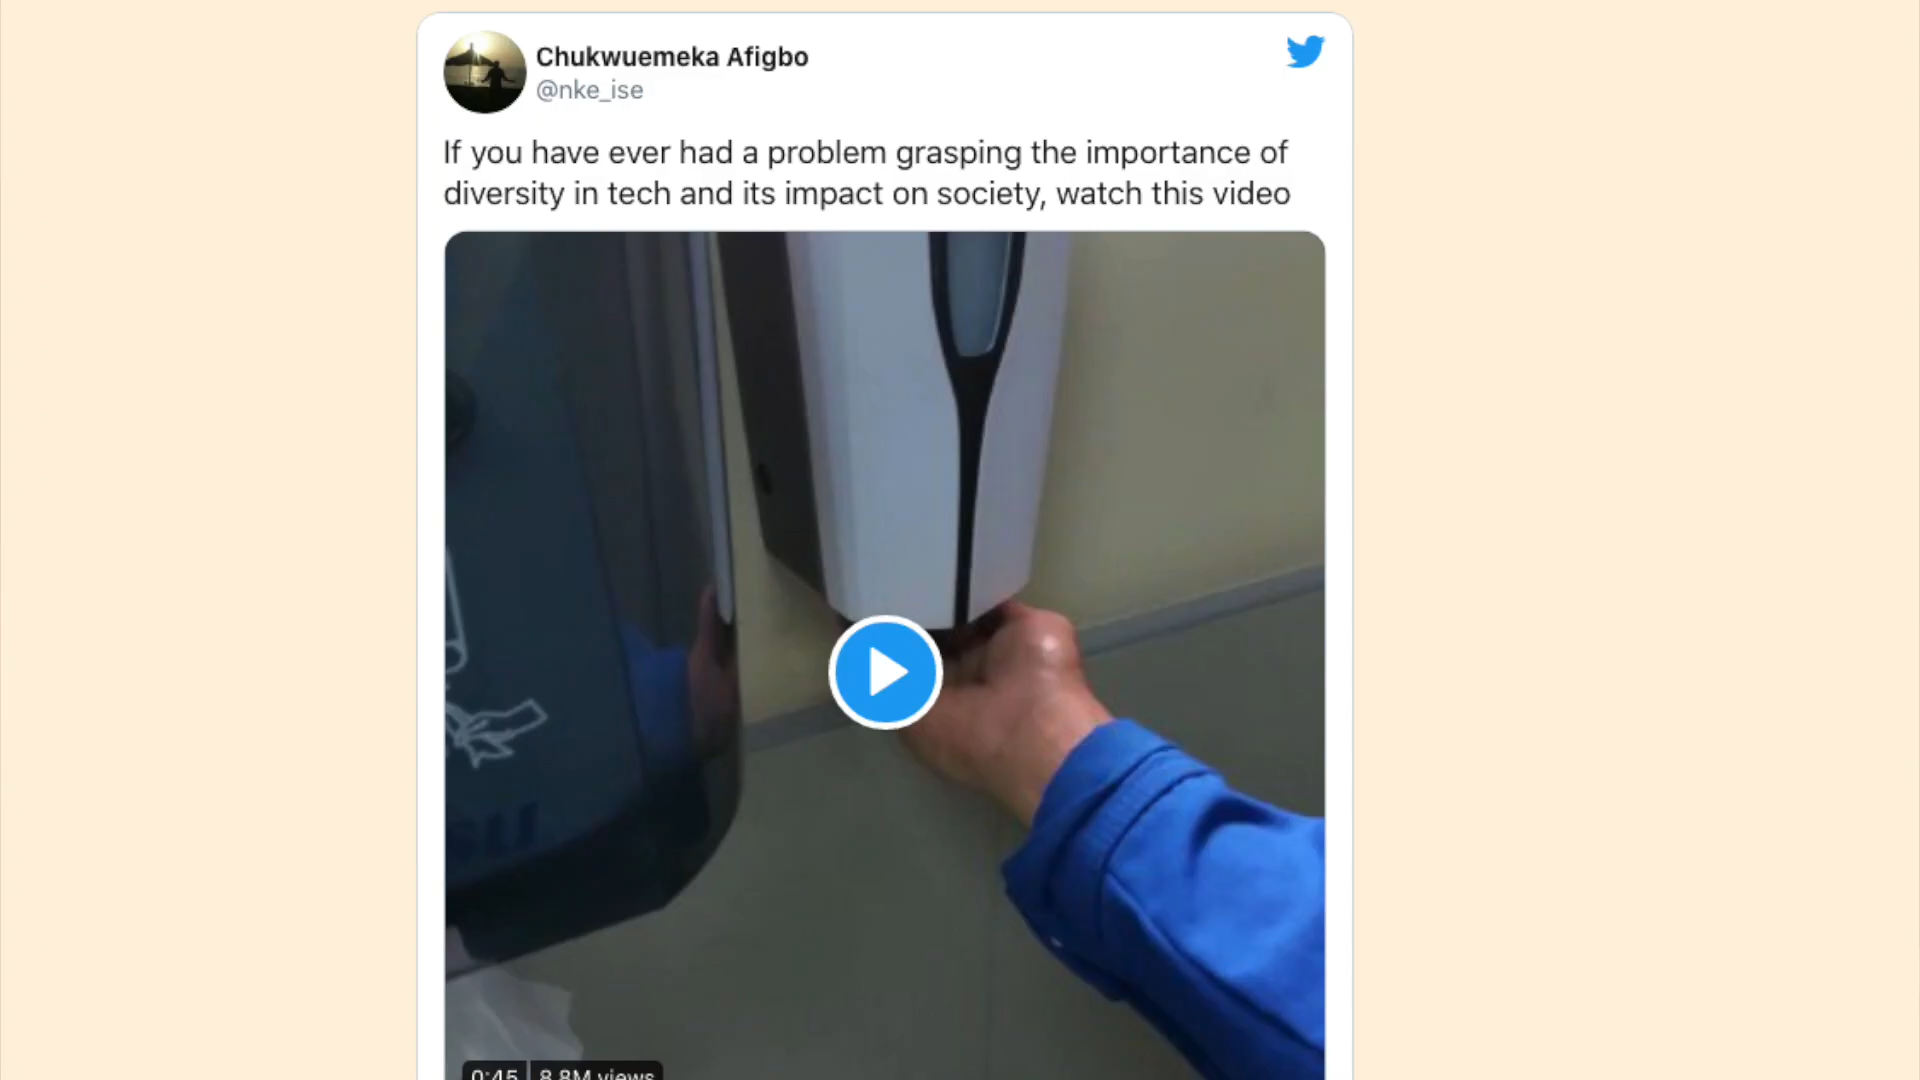 Chukwuemeka Afigbo
@nke_ise
If you have ever had a problem grasping the importance of
diversity in tech and its impact on society, watch this video
0:45 8.8M views